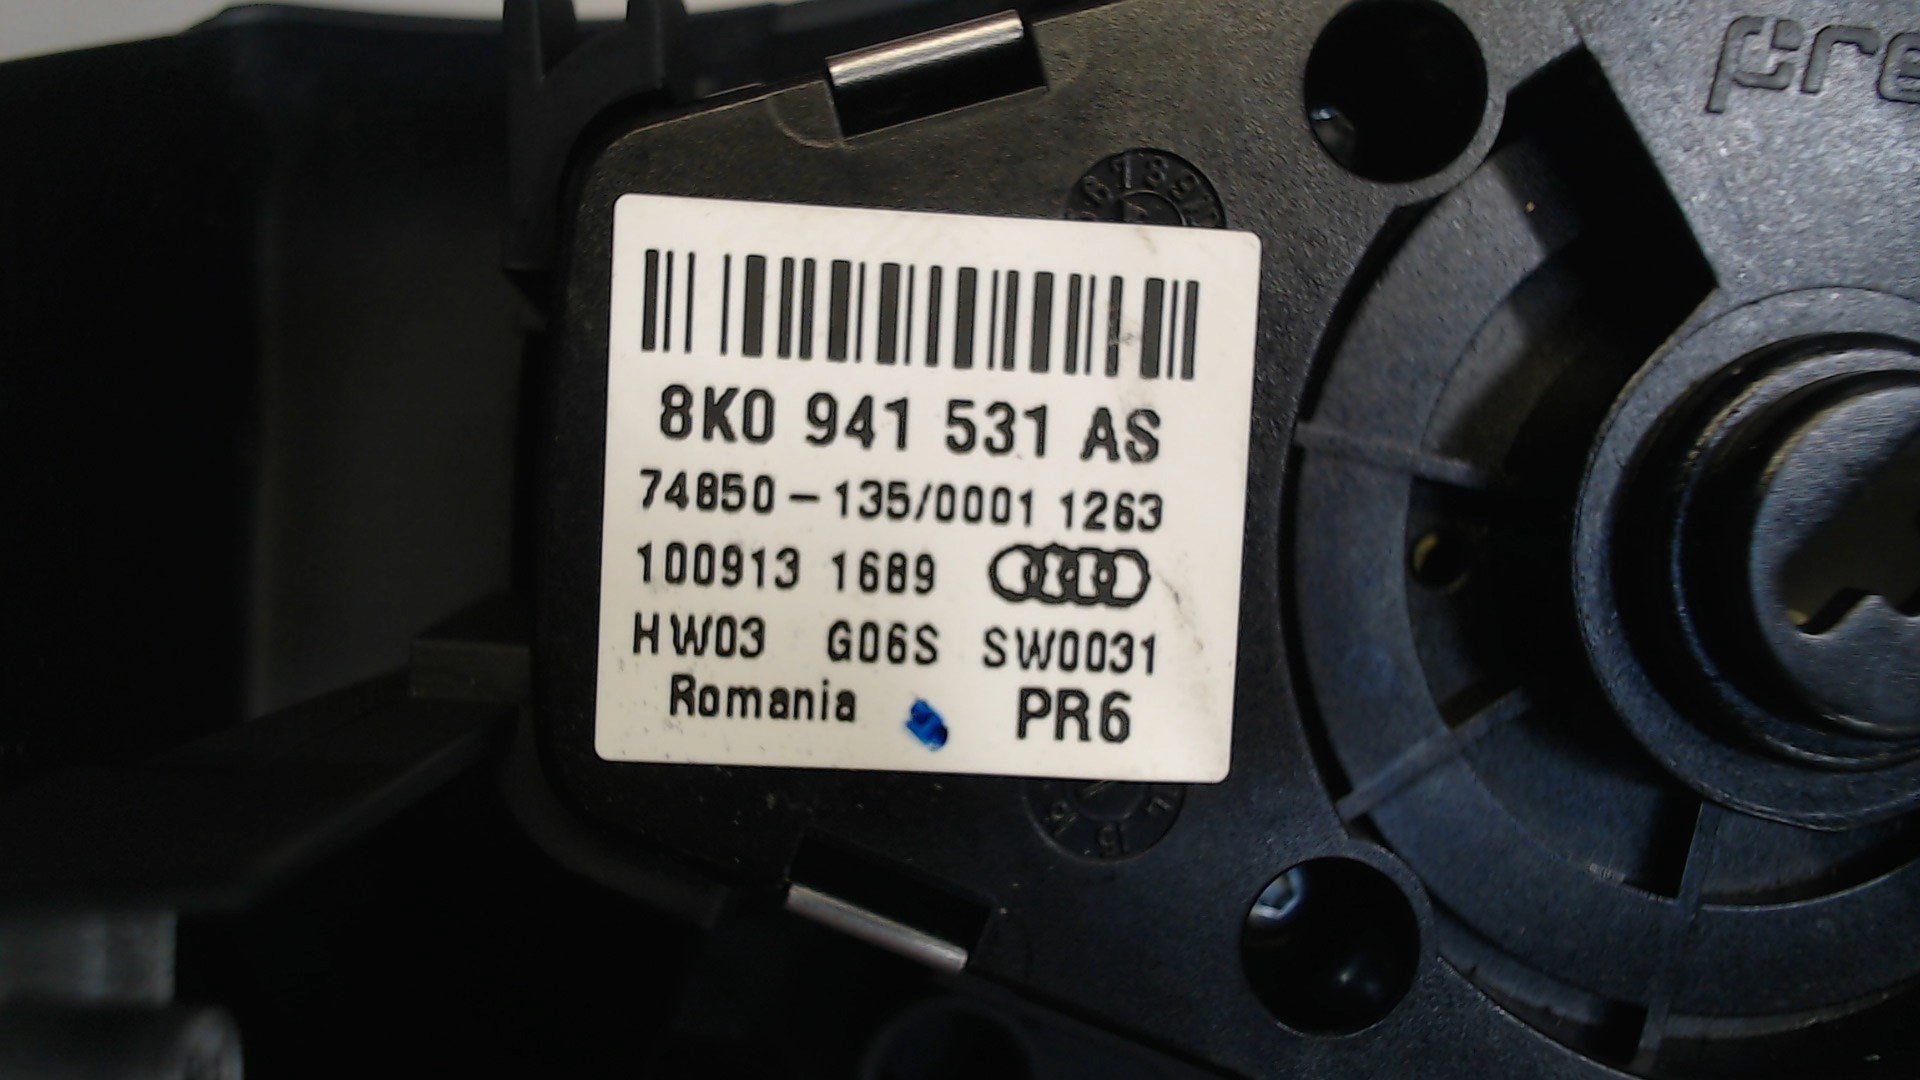 8K0 941 531 AS
74850-135/0001 1263
100913 1689
HW03 G06S SW0031
Romania PR6